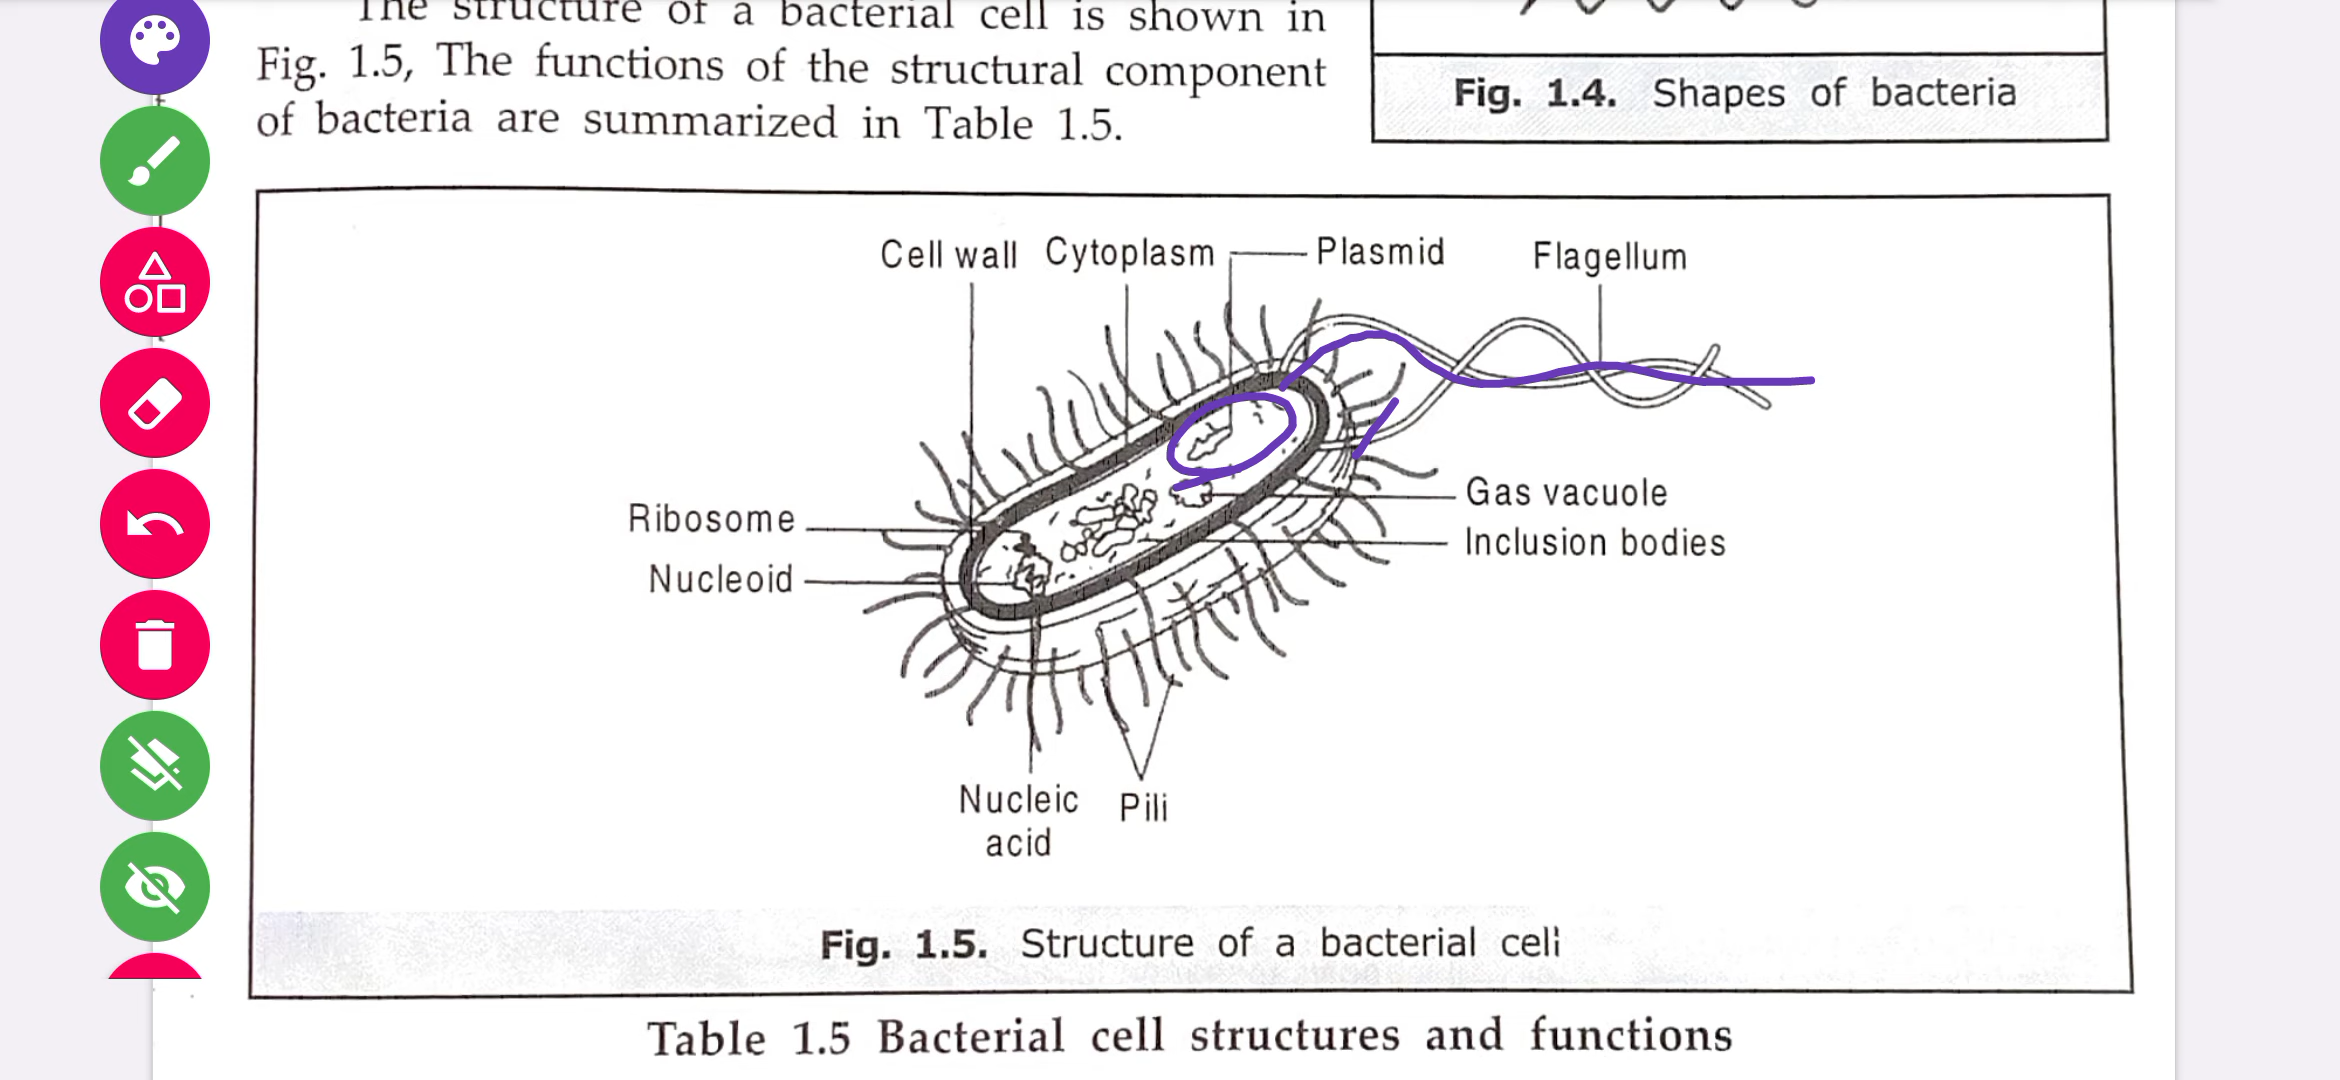 The structure of a bacterial cell is shown in
Fig. 1.5, The functions of the structural component
of bacteria are summarized in Table 1.5.
Fig. 1.4. Shapes of bacteria
Cell wall Cytoplasm Plasmid Flagellum
Ribosome
Nucleoid
Gas vacuole
Inclusion bodies
Nucleic
acid
Pili
Fig. 1.5. Structure of a bacterial cell
Table 1.5 Bacterial cell structures and functions